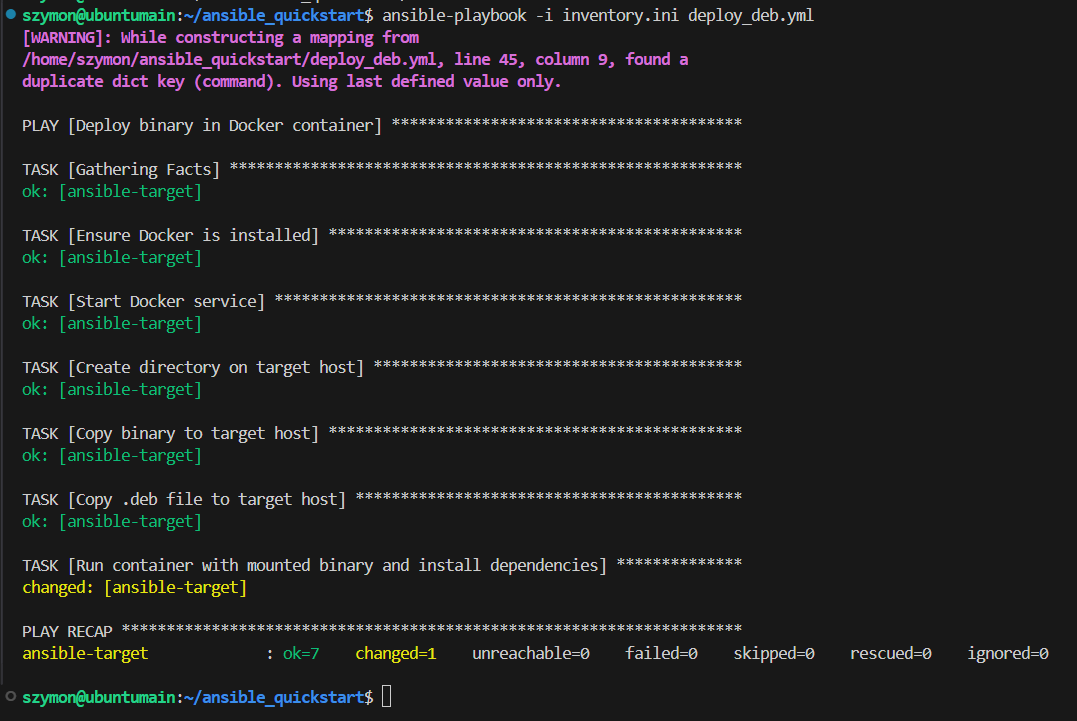 szymon@ubuntumain:~/ansible_quickstart$ ansible-playbook -i inventory.ini deploy_deb.yml
[WARNING]: While constructing a mapping from
/home/szymon/ansible_quickstart/deploy_deb.yml, line 45, column 9, found a
duplicate dict key (command). Using last defined value only.
PLAY [Deploy binary in Docker container] ***************************************
TASK [Gathering Facts] *********************************************************
ok: [ansible-target]
TASK [Ensure Docker is installed] **********************************************
ok: [ansible-target]
TASK [Start Docker service] ****************************************************
ok: [ansible-target]
TASK [Create directory on target host] *****************************************
ok: [ansible-target]
TASK [Copy binary to target host] **********************************************
ok: [ansible-target]
TASK [Copy .deb file to target host] *******************************************
ok: [ansible-target]
TASK [Run container with mounted binary and install dependencies] **************
changed: [ansible-target]
PLAY RECAP *********************************************************************
ansible-target             : ok=7    changed=1    unreachable=0    failed=0    skipped=0    rescued=0    ignored=0
szymon@ubuntumain:~/ansible_quickstart$